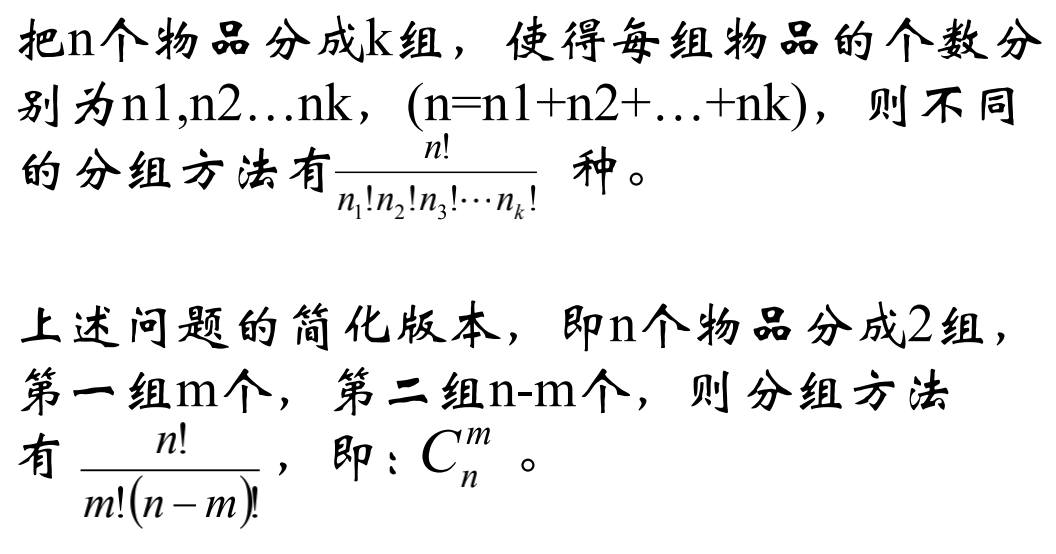 把n个物品分成k组，使得每组物品的个数分
别为n1,n2…nk，(n=n1+n2+…+nk)，则不同
的分组方法有 $\frac{n!}{n_1!n_2!n_3!\cdots n_k!}$ 种。
上述问题的简化版本，即n个物品分成2组，
第一组m个，第二组n-m个，则分组方法
有 $\frac{n!}{m!(n-m)!}$，即：$C_n^m$。